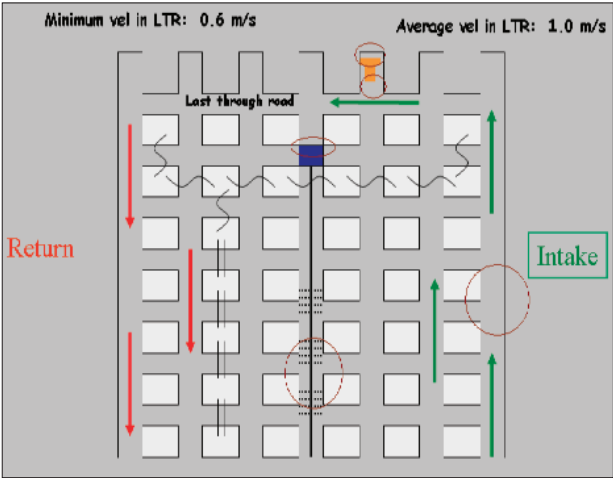 Minimum vel in LTR: 0.6 m/s
Average vel in LTR: 1.0 m/s
Last through road
Return
Intake